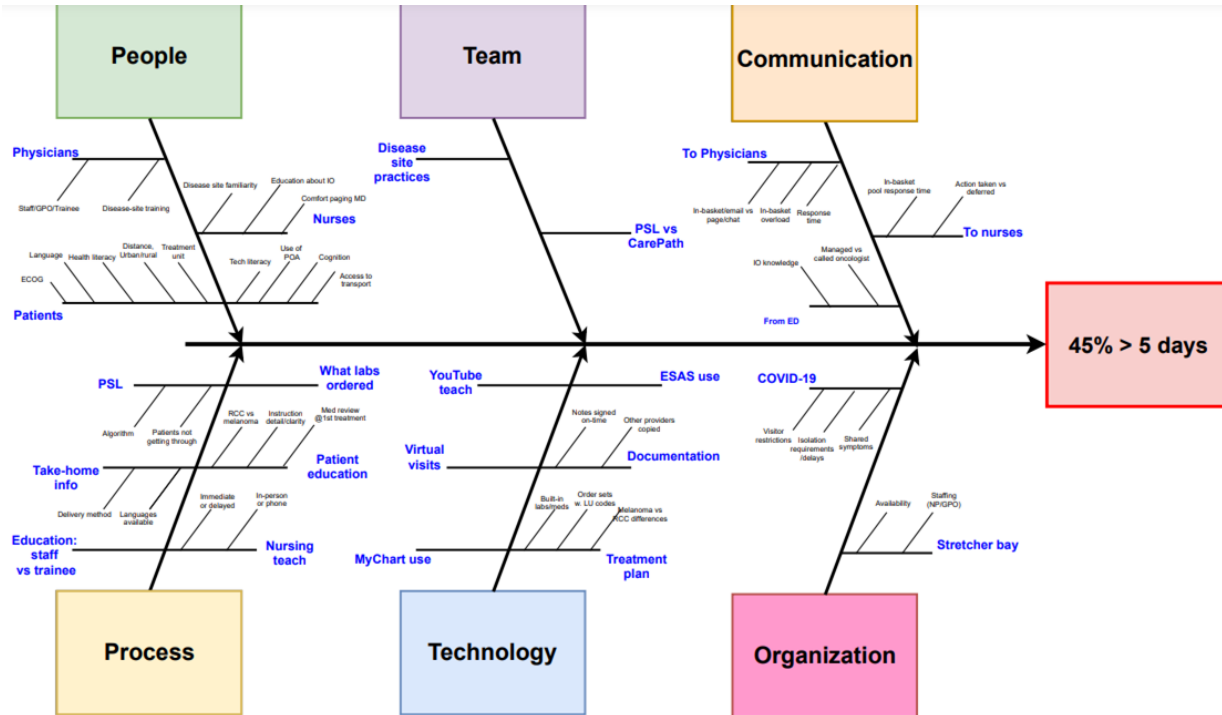 People
Team
Communication
Physicians
Staff/GPO/Trainee
Disease-site training
Disease site familiarity
Education about IO
Comfort paging MD
Nurses
Language
Health literacy
Distance,
Urban/rural
Treatment
unit
Tech literacy
Use of
POA
Cognition
Access to
transport
ECOG
Patients
Disease
site
practices
PSL vs
CarePath
To Physicians
In-basket/email vs
page/chat
In-basket
overload
Response
time
In-basket
pool response time
Action taken vs
deferred
To nurses
Managed vs
called oncologist
IO knowledge
From ED
45% > 5 days
PSL
What labs
ordered
Algorithm
Patients not
getting through
RCC vs
melanoma
Instruction
detail/clarity
Med review
@1st treatment
Take-home
info
Patient
education
Delivery method
Languages
available
Immediate
or delayed
In-person
or phone
Education:
staff
vs trainee
Nursing
teach
YouTube
teach
ESAS use
Notes signed
on-time
Other providers
copied
Virtual
visits
Documentation
Built-in
labs/meds
Order sets
w. LU codes
Melanoma vs
RCC differences
MyChart use
Treatment
plan
COVID-19
Visitor
restrictions
Isolation
requirements
/delays
Shared
symptoms
Availability
Staffing
(NP/GPO)
Stretcher bay
Process
Technology
Organization